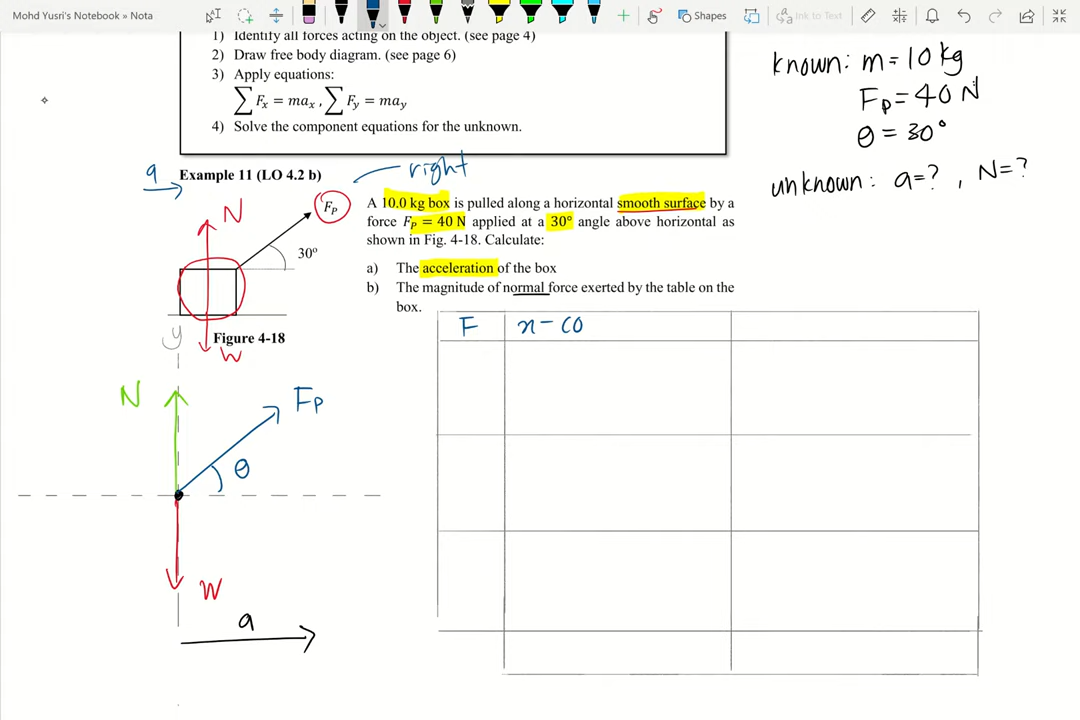 Mohd Yusri's Notebook » Nota
Shapes
Ink to Text
1) Identify all forces acting on the object. (see page 4)
2) Draw free body diagram. (see page 6)
3) Apply equations:
∑ Fx = max , ∑ Fy = may
4) Solve the component equations for the unknown.
known: m = 10 kg
Fp = 40 N
θ = 30°
unknown: a = ? , N = ?
a
Example 11 (LO 4.2 b)
right
N
Fp
30°
W
Figure 4-18
A 10.0 kg box is pulled along a horizontal smooth surface by a
force Fp = 40 N applied at a 30° angle above horizontal as
shown in Fig. 4-18. Calculate:
a) The acceleration of the box
b) The magnitude of normal force exerted by the table on the
box.
F x-co
y
N
Fp
θ
W
a